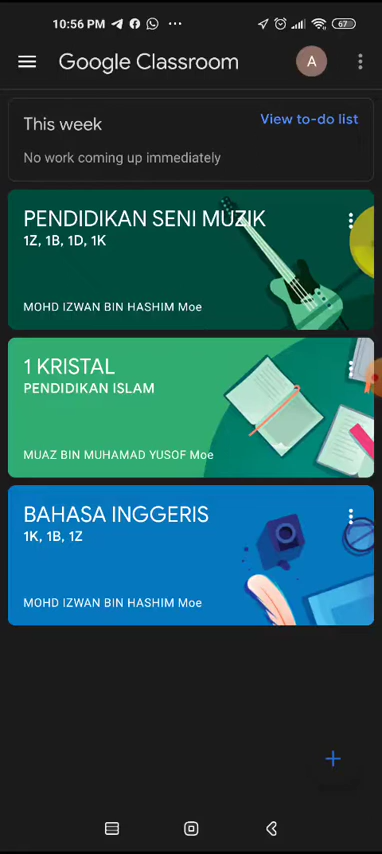 10:56 PM
67
Google Classroom
A
This week
View to-do list
No work coming up immediately
PENDIDIKAN SENI MUZIK
1Z, 1B, 1D, 1K
MOHD IZWAN BIN HASHIM Moe
1 KRISTAL
PENDIDIKAN ISLAM
MUAZ BIN MUHAMAD YUSOF Moe
BAHASA INGGERIS
1K, 1B, 1Z
MOHD IZWAN BIN HASHIM Moe